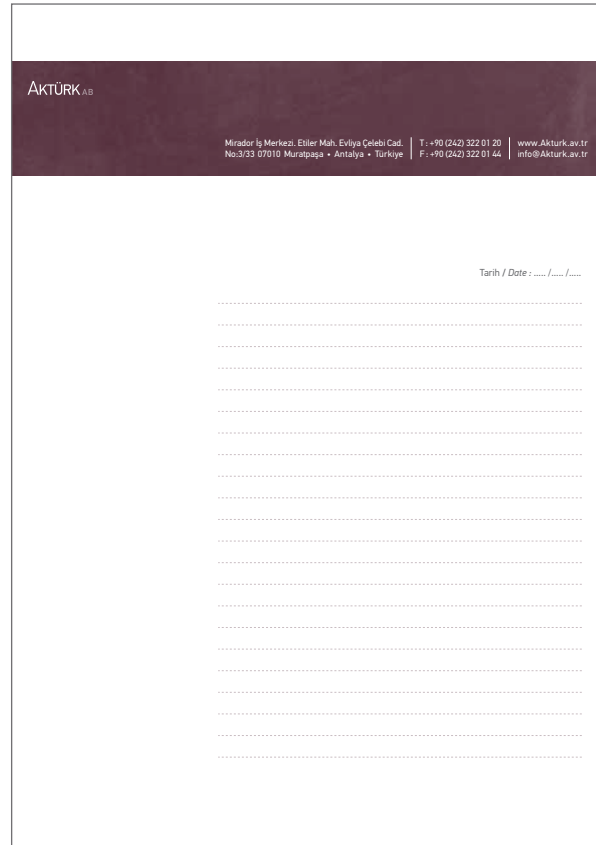 AKTÜRK AB
Mirador İş Merkezi. Etiler Mah. Evliya Çelebi Cad.
No:3/33 07010 Muratpaşa • Antalya • Türkiye
T : +90 (242) 322 01 20
F : +90 (242) 322 01 44
www.Akturk.av.tr
info@Akturk.av.tr
Tarih / Date : ..... /..... /.....